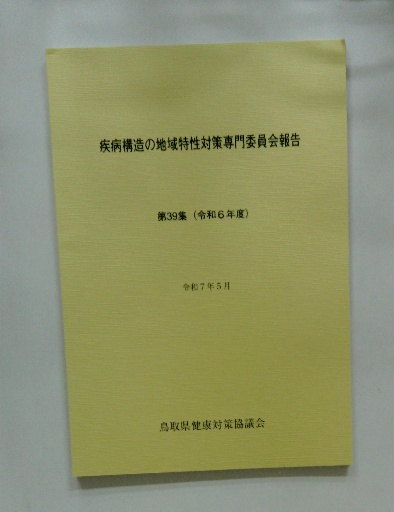 疾病構造の地域特性対策専門委員会報告
第39集（令和６年度）
令和７年５月
鳥取県健康対策協議会